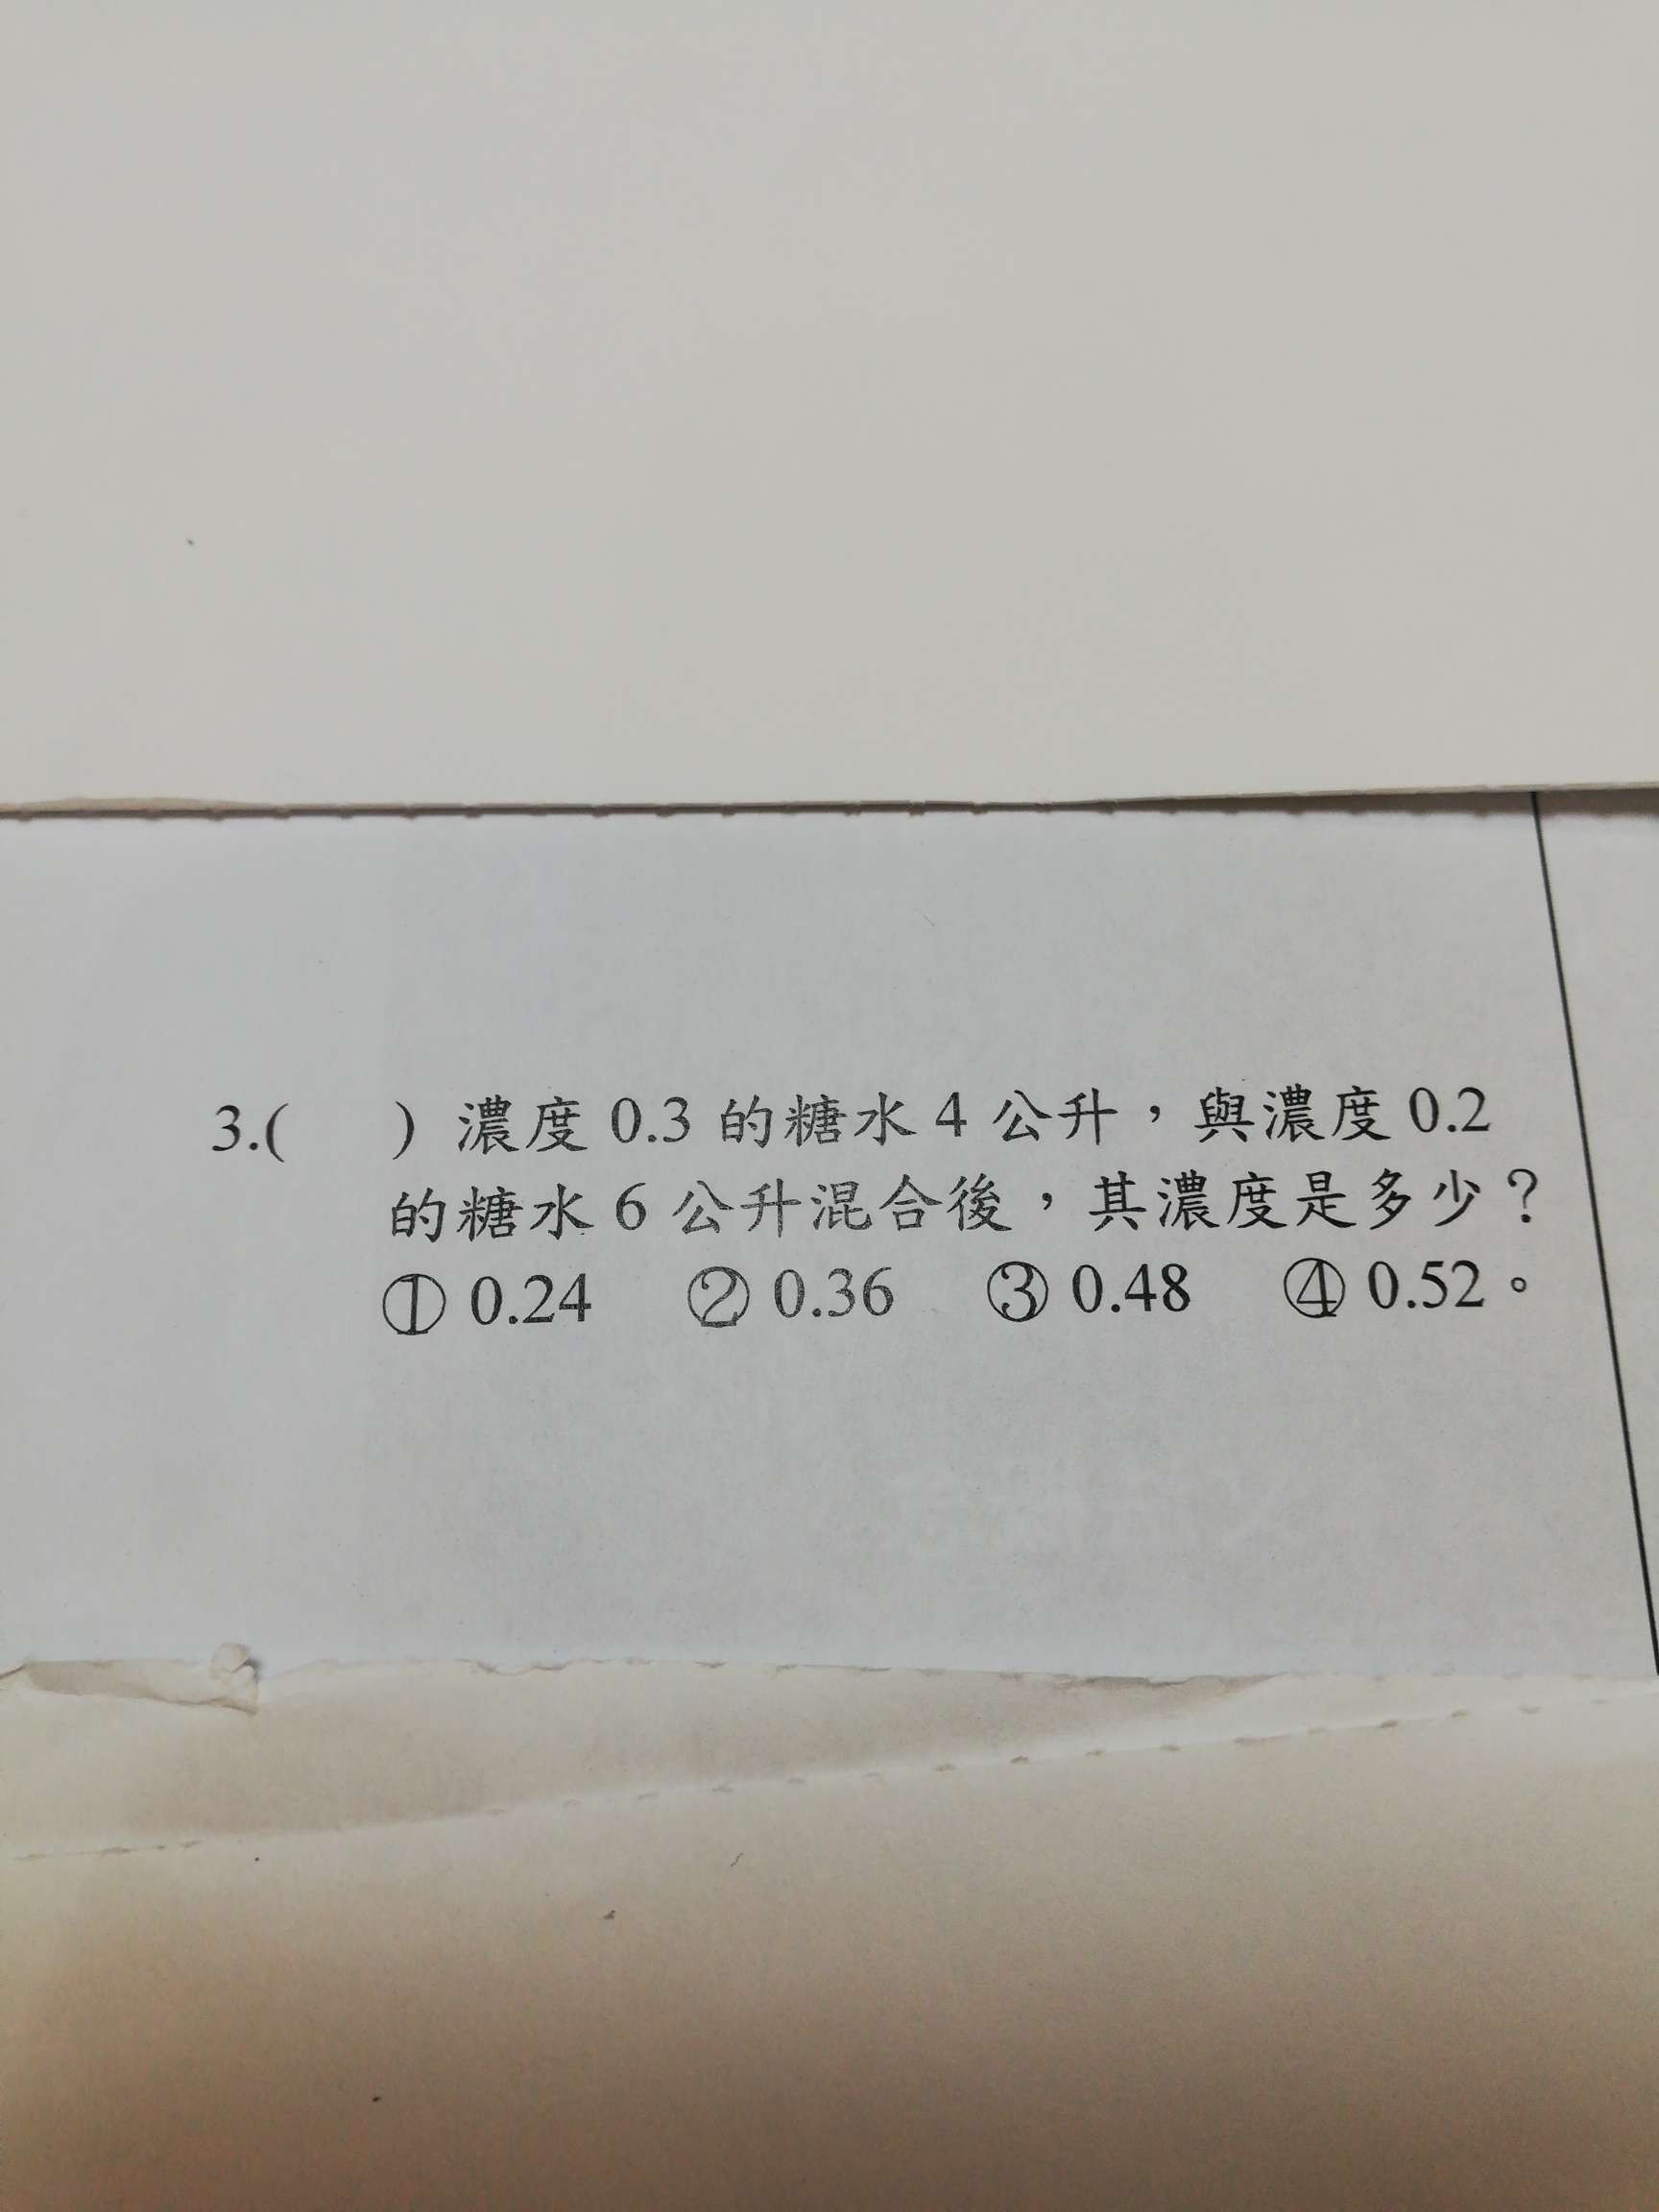 3.(　　) 濃度 0.3 的糖水 4 公升，與濃度 0.2
的糖水 6 公升混合後，其濃度是多少？
① 0.24　② 0.36　③ 0.48　④ 0.52。